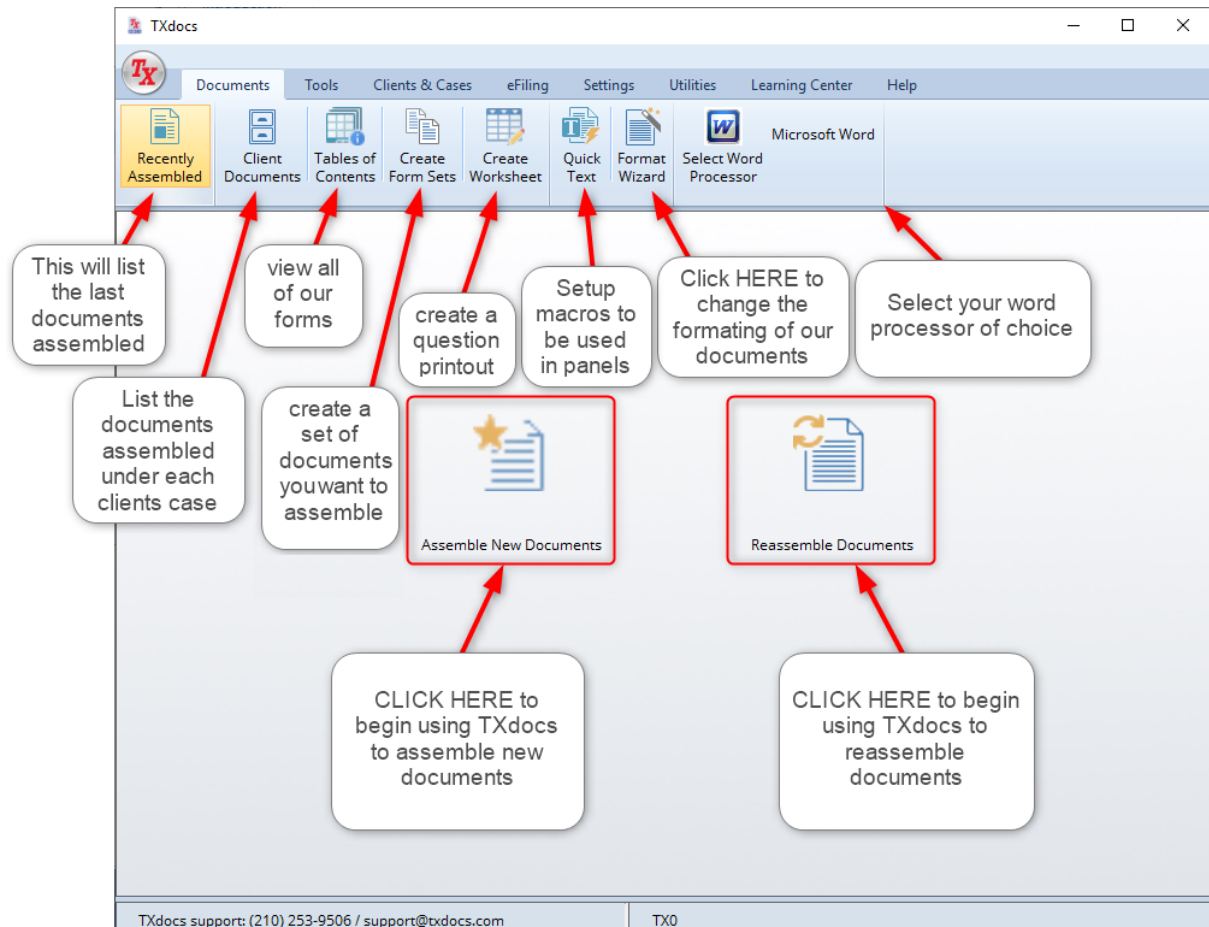 TXdocs
TX
Documents Tools Clients & Cases eFiling Settings Utilities Learning Center Help
Recently
Assembled
Client
Documents
Tables of
Contents
Create
Form Sets
Create
Worksheet
Quick
Text
Format
Wizard
W
Select Word
Processor
Microsoft Word
This will list
the last
documents
assembled
view all
of our
forms
create a
question
printout
Setup
macros to
be used
in panels
Click HERE to
change the
formating of our
documents
Select your word
processor of choice
List the
documents
assembled
under each
clients case
create a
set of
documents
youwant to
assemble
Assemble New Documents
Reassemble Documents
CLICK HERE to
begin using TXdocs
to assemble new
documents
CLICK HERE to begin
using TXdocs to
reassemble
documents
TXdocs support: (210) 253-9506 / support@txdocs.com
TX0